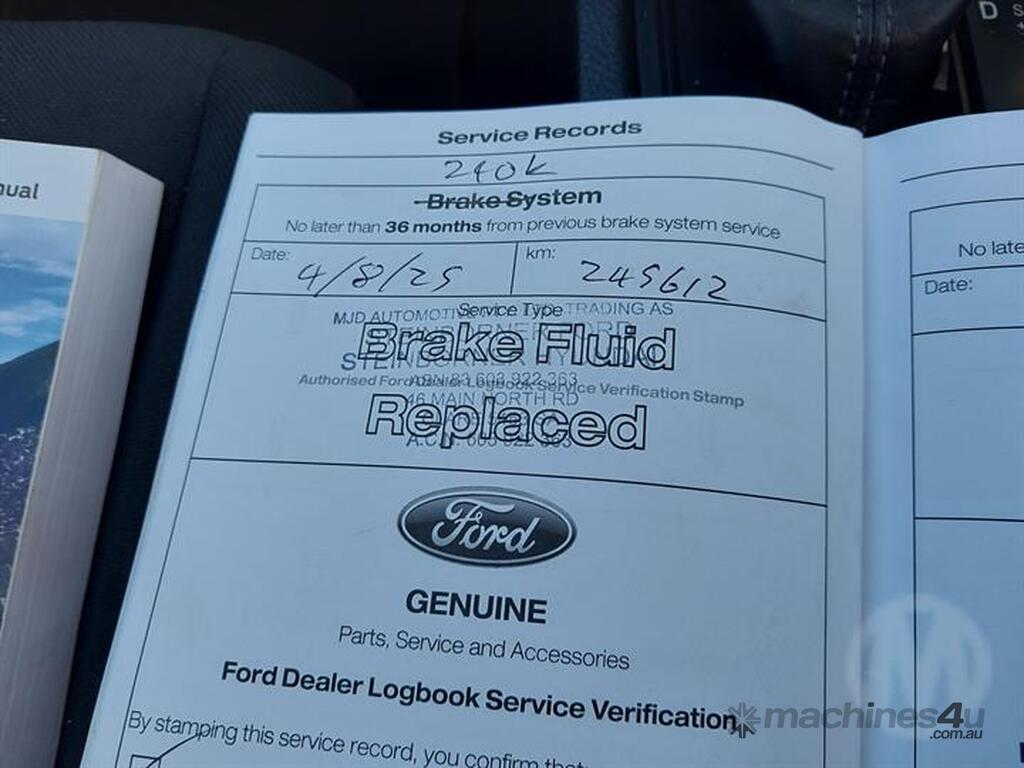 D
nual
Service Records
240k
Brake System
No later than 36 months from previous brake system service
Date: 4/8/25 km: 245612
Service Type
MJD AUTOMOTIVE TRADING AS
Brake Fluid
Authorised Ford Dealer Logbook Service Verification Stamp
46 MAIN NORTH RD
Replaced
Ford
GENUINE
Parts, Service and Accessories
Ford Dealer Logbook Service Verification
By stamping this service record, you confirm that
No late
Date:
machines4u
.com.au